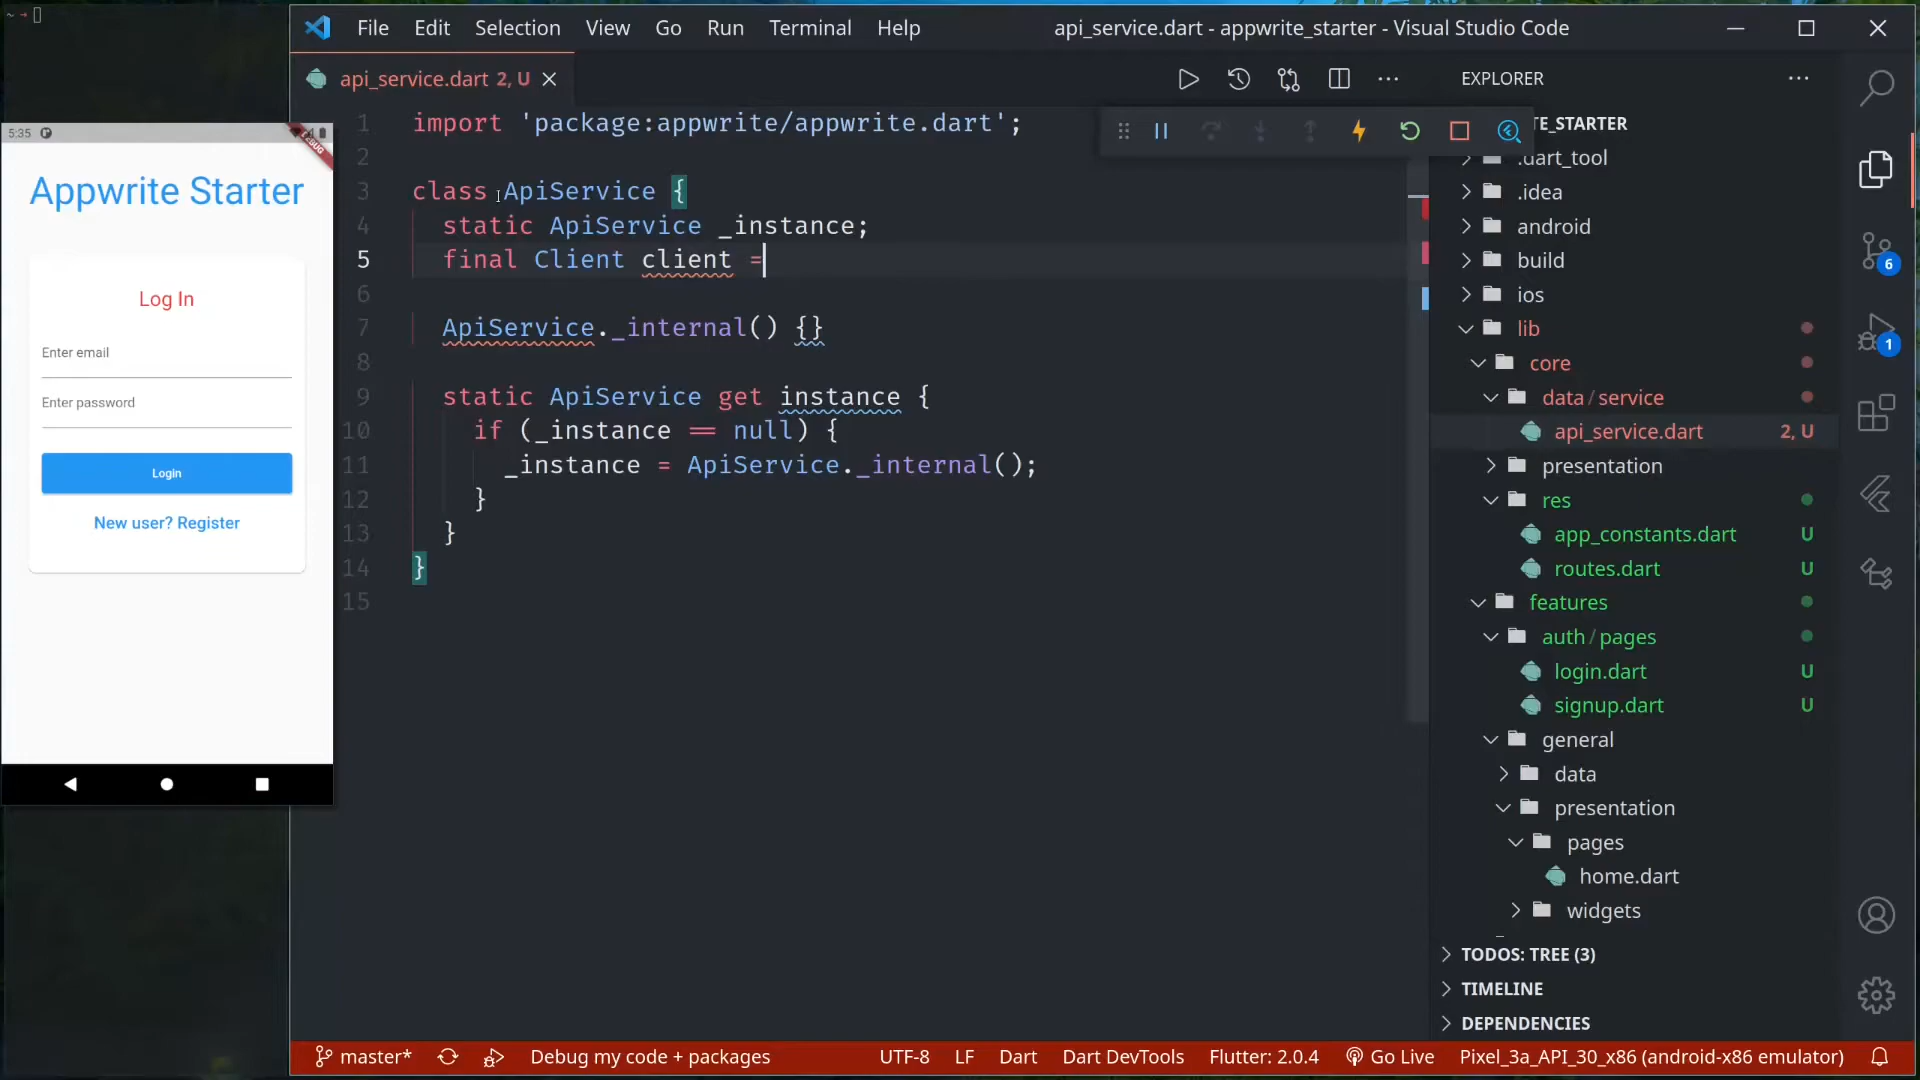 File Edit Selection View Go Run Terminal Help
api_service.dart - appwrite_starter - Visual Studio Code
api_service.dart 2, U
EXPLORER
5:35
DEBUG
Appwrite Starter
Log In
Enter email
Enter password
Login
New user? Register
1 import 'package:appwrite/appwrite.dart';
2
3 class ApiService {
4 static ApiService _instance;
5 final Client client =
6
7 ApiService._internal() {}
8
9 static ApiService get instance {
10 if (_instance == null) {
11 _instance = ApiService._internal();
12 }
13 }
14 }
15
TE_STARTER
.dart_tool
.idea
android
build
ios
lib
core
data / service
api_service.dart 2, U
presentation
res
app_constants.dart U
routes.dart U
features
auth / pages
login.dart U
signup.dart U
general
data
presentation
pages
home.dart
widgets
TODOS: TREE (3)
TIMELINE
DEPENDENCIES
6
1
master* Debug my code + packages UTF-8 LF Dart Dart DevTools Flutter: 2.0.4 Go Live Pixel_3a_API_30_x86 (android-x86 emulator)